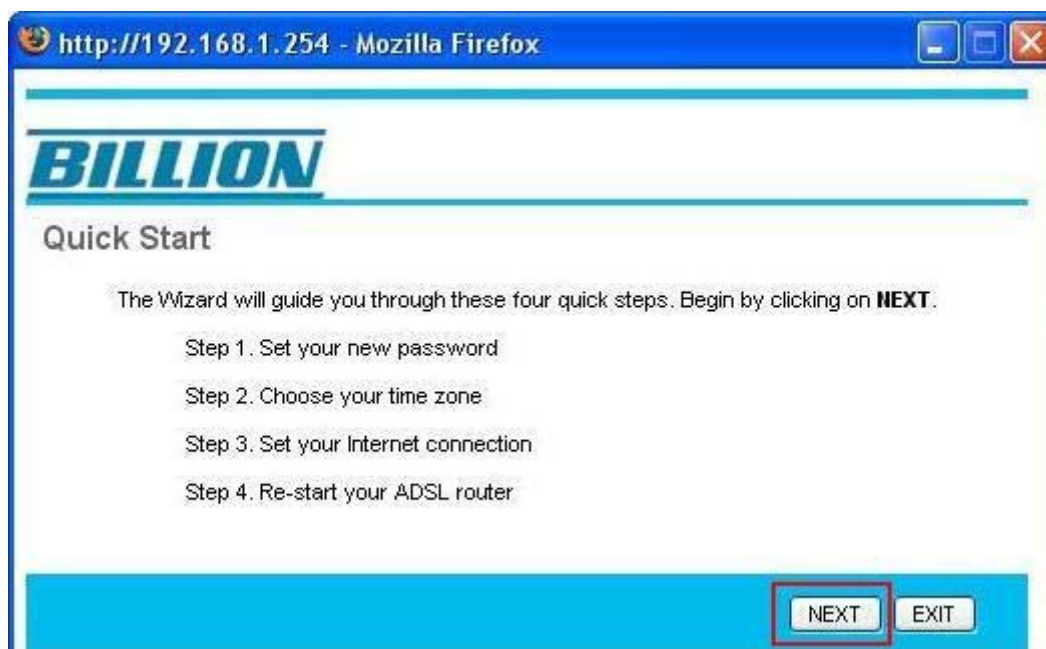 http://192.168.1.254 - Mozilla Firefox
BILLION
Quick Start
The Wizard will guide you through these four quick steps. Begin by clicking on NEXT.
Step 1. Set your new password
Step 2. Choose your time zone
Step 3. Set your Internet connection
Step 4. Re-start your ADSL router
NEXT EXIT